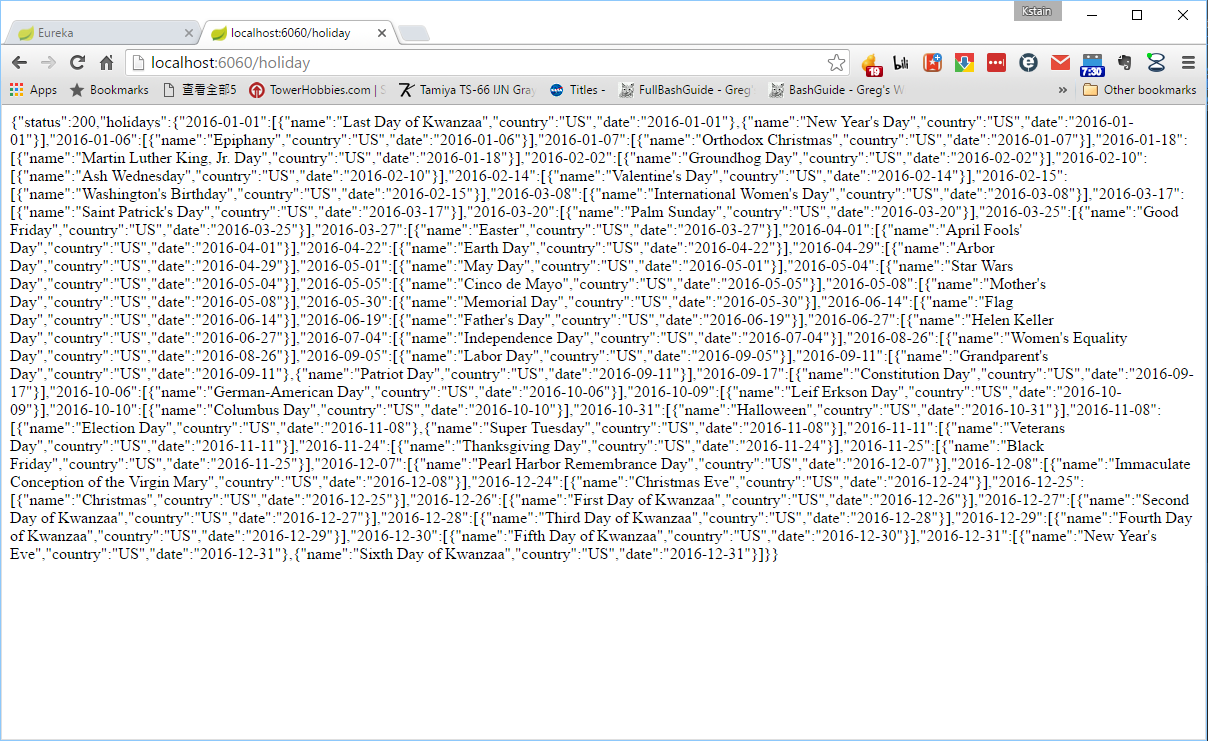 Kstain
Eureka
localhost:6060/holiday
localhost:6060/holiday
19
bili
7:30
Apps
Bookmarks
查看全部5
TowerHobbies.com | S
Tamiya TS-66 IJN Gray
Titles -
FullBashGuide - Greg'
BashGuide - Greg's W
»
Other bookmarks
{"status":200,"holidays":{"2016-01-01":[{"name":"Last Day of Kwanzaa","country":"US","date":"2016-01-01"},{"name":"New Year's Day","country":"US","date":"2016-01-
01"}],"2016-01-06":[{"name":"Epiphany","country":"US","date":"2016-01-06"}],"2016-01-07":[{"name":"Orthodox Christmas","country":"US","date":"2016-01-07"}],"2016-01-18":
[{"name":"Martin Luther King, Jr. Day","country":"US","date":"2016-01-18"}],"2016-02-02":[{"name":"Groundhog Day","country":"US","date":"2016-02-02"}],"2016-02-10":
[{"name":"Ash Wednesday","country":"US","date":"2016-02-10"}],"2016-02-14":[{"name":"Valentine's Day","country":"US","date":"2016-02-14"}],"2016-02-15":
[{"name":"Washington's Birthday","country":"US","date":"2016-02-15"}],"2016-03-08":[{"name":"International Women's Day","country":"US","date":"2016-03-08"}],"2016-03-17":
[{"name":"Saint Patrick's Day","country":"US","date":"2016-03-17"}],"2016-03-20":[{"name":"Palm Sunday","country":"US","date":"2016-03-20"}],"2016-03-25":[{"name":"Good
Friday","country":"US","date":"2016-03-25"}],"2016-03-27":[{"name":"Easter","country":"US","date":"2016-03-27"}],"2016-04-01":[{"name":"April Fools'
Day","country":"US","date":"2016-04-01"}],"2016-04-22":[{"name":"Earth Day","country":"US","date":"2016-04-22"}],"2016-04-29":[{"name":"Arbor
Day","country":"US","date":"2016-04-29"}],"2016-05-01":[{"name":"May Day","country":"US","date":"2016-05-01"}],"2016-05-04":[{"name":"Star Wars
Day","country":"US","date":"2016-05-04"}],"2016-05-05":[{"name":"Cinco de Mayo","country":"US","date":"2016-05-05"}],"2016-05-08":[{"name":"Mother's
Day","country":"US","date":"2016-05-08"}],"2016-05-30":[{"name":"Memorial Day","country":"US","date":"2016-05-30"}],"2016-06-14":[{"name":"Flag
Day","country":"US","date":"2016-06-14"}],"2016-06-19":[{"name":"Father's Day","country":"US","date":"2016-06-19"}],"2016-06-27":[{"name":"Helen Keller
Day","country":"US","date":"2016-06-27"}],"2016-07-04":[{"name":"Independence Day","country":"US","date":"2016-07-04"}],"2016-08-26":[{"name":"Women's Equality
Day","country":"US","date":"2016-08-26"}],"2016-09-05":[{"name":"Labor Day","country":"US","date":"2016-09-05"}],"2016-09-11":[{"name":"Grandparent's
Day","country":"US","date":"2016-09-11"},{"name":"Patriot Day","country":"US","date":"2016-09-11"}],"2016-09-17":[{"name":"Constitution Day","country":"US","date":"2016-09-
17"}],"2016-10-06":[{"name":"German-American Day","country":"US","date":"2016-10-06"}],"2016-10-09":[{"name":"Leif Erkson Day","country":"US","date":"2016-10-
09"}],"2016-10-10":[{"name":"Columbus Day","country":"US","date":"2016-10-10"}],"2016-10-31":[{"name":"Halloween","country":"US","date":"2016-10-31"}],"2016-11-08":
[{"name":"Election Day","country":"US","date":"2016-11-08"},{"name":"Super Tuesday","country":"US","date":"2016-11-08"}],"2016-11-11":[{"name":"Veterans
Day","country":"US","date":"2016-11-11"}],"2016-11-24":[{"name":"Thanksgiving Day","country":"US","date":"2016-11-24"}],"2016-11-25":[{"name":"Black
Friday","country":"US","date":"2016-11-25"}],"2016-12-07":[{"name":"Pearl Harbor Remembrance Day","country":"US","date":"2016-12-07"}],"2016-12-08":[{"name":"Immaculate
Conception of the Virgin Mary","country":"US","date":"2016-12-08"}],"2016-12-24":[{"name":"Christmas Eve","country":"US","date":"2016-12-24"}],"2016-12-25":
[{"name":"Christmas","country":"US","date":"2016-12-25"}],"2016-12-26":[{"name":"First Day of Kwanzaa","country":"US","date":"2016-12-26"}],"2016-12-27":[{"name":"Second
Day of Kwanzaa","country":"US","date":"2016-12-27"}],"2016-12-28":[{"name":"Third Day of Kwanzaa","country":"US","date":"2016-12-28"}],"2016-12-29":[{"name":"Fourth Day
of Kwanzaa","country":"US","date":"2016-12-29"}],"2016-12-30":[{"name":"Fifth Day of Kwanzaa","country":"US","date":"2016-12-30"}],"2016-12-31":[{"name":"New Year's
Eve","country":"US","date":"2016-12-31"},{"name":"Sixth Day of Kwanzaa","country":"US","date":"2016-12-31"}]}}